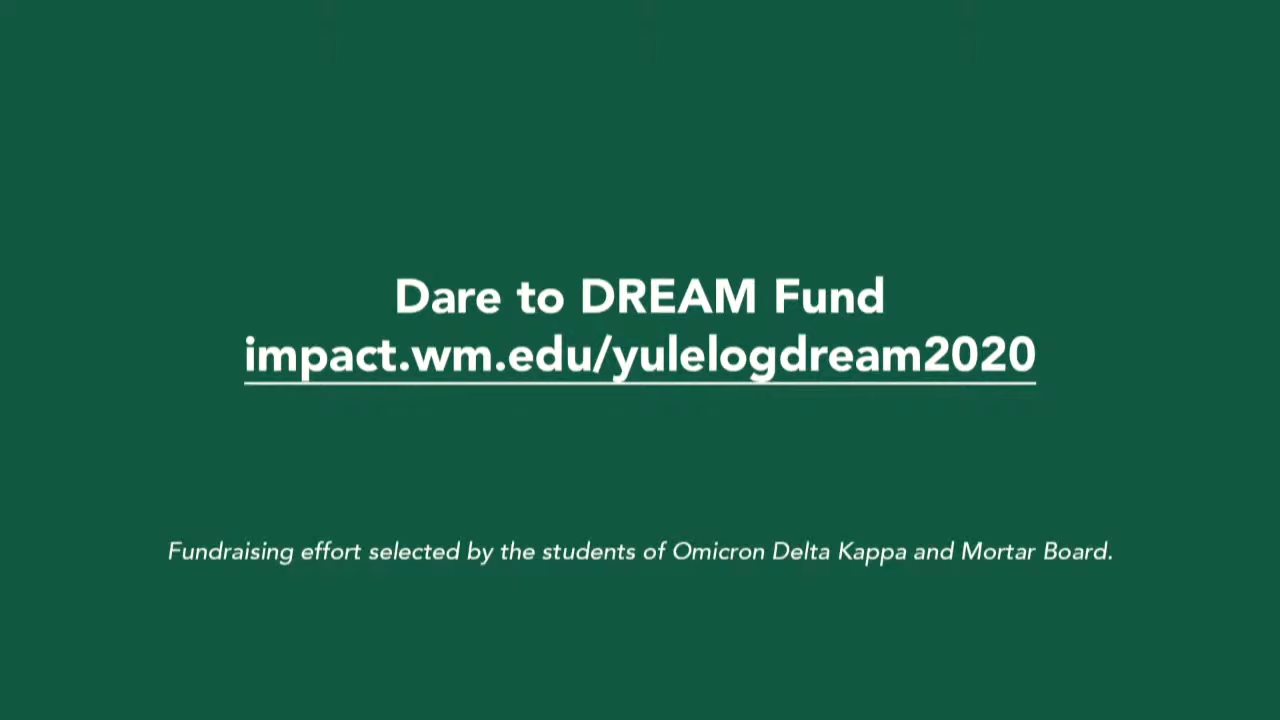 Dare to DREAM Fund
impact.wm.edu/yulelogdream2020
Fundraising effort selected by the students of Omicron Delta Kappa and Mortar Board.